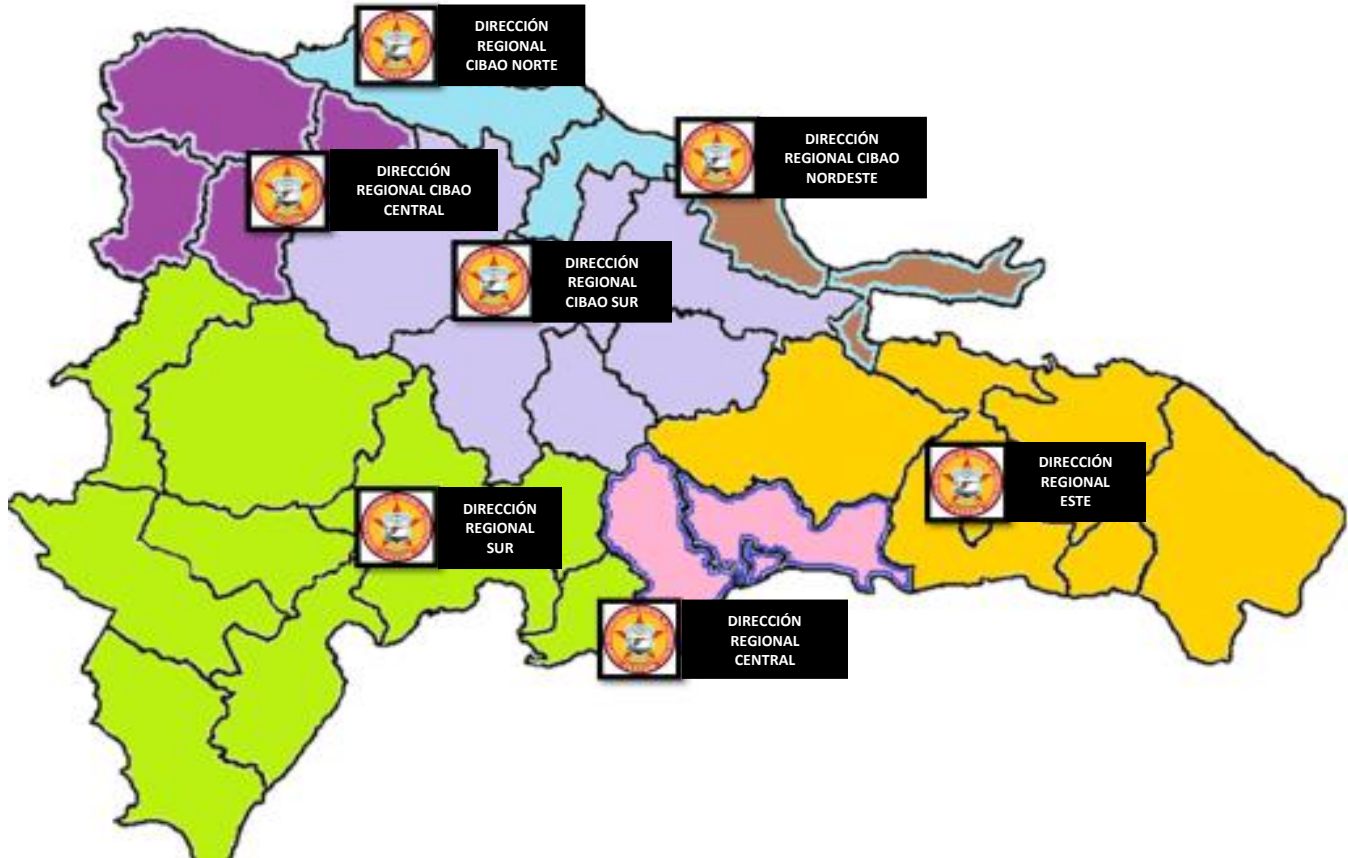 DIRECCIÓN
REGIONAL
CIBAO NORTE
DIRECCIÓN
REGIONAL CIBAO
NORDESTE
DIRECCIÓN
REGIONAL CIBAO
CENTRAL
DIRECCIÓN
REGIONAL
CIBAO SUR
DIRECCIÓN
REGIONAL
ESTE
DIRECCIÓN
REGIONAL
SUR
DIRECCIÓN
REGIONAL
CENTRAL